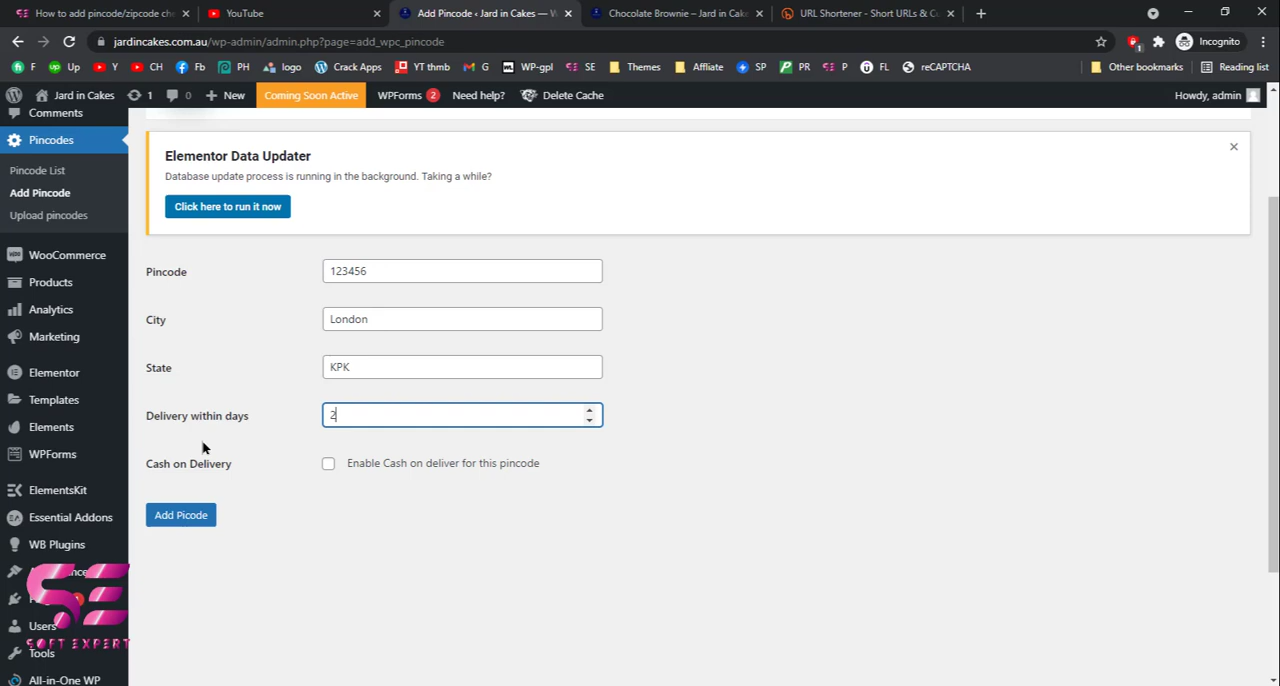 How to add pincode/zipcode che
YouTube
Add Pincode ‹ Jard in Cakes — W
Chocolate Brownie – Jard in Cake
URL Shortener - Short URLs & Cu
jardincakes.com.au/wp-admin/admin.php?page=add_wpc_pincode
1
Incognito
F
Up
Y
CH
Fb
PH
logo
Crack Apps
YT thmb
G
WP-gpl
SE
Themes
Affliate
SP
PR
P
FL
reCAPTCHA
Other bookmarks
Reading list
Jard in Cakes
1
0
New
Coming Soon Active
WPForms 2
Need help?
Delete Cache
Howdy, admin
Comments
Pincodes
Pincode List
Add Pincode
Upload pincodes
WooCommerce
Products
Analytics
Marketing
Elementor
Templates
Elements
WPForms
ElementsKit
Essential Addons
WB Plugins
Users
SOFT EXPERT
Tools
All-in-One WP
Elementor Data Updater
Database update process is running in the background. Taking a while?
Click here to run it now
Pincode 123456
City London
State KPK
Delivery within days 2
Cash on Delivery Enable Cash on deliver for this pincode
Add Picode